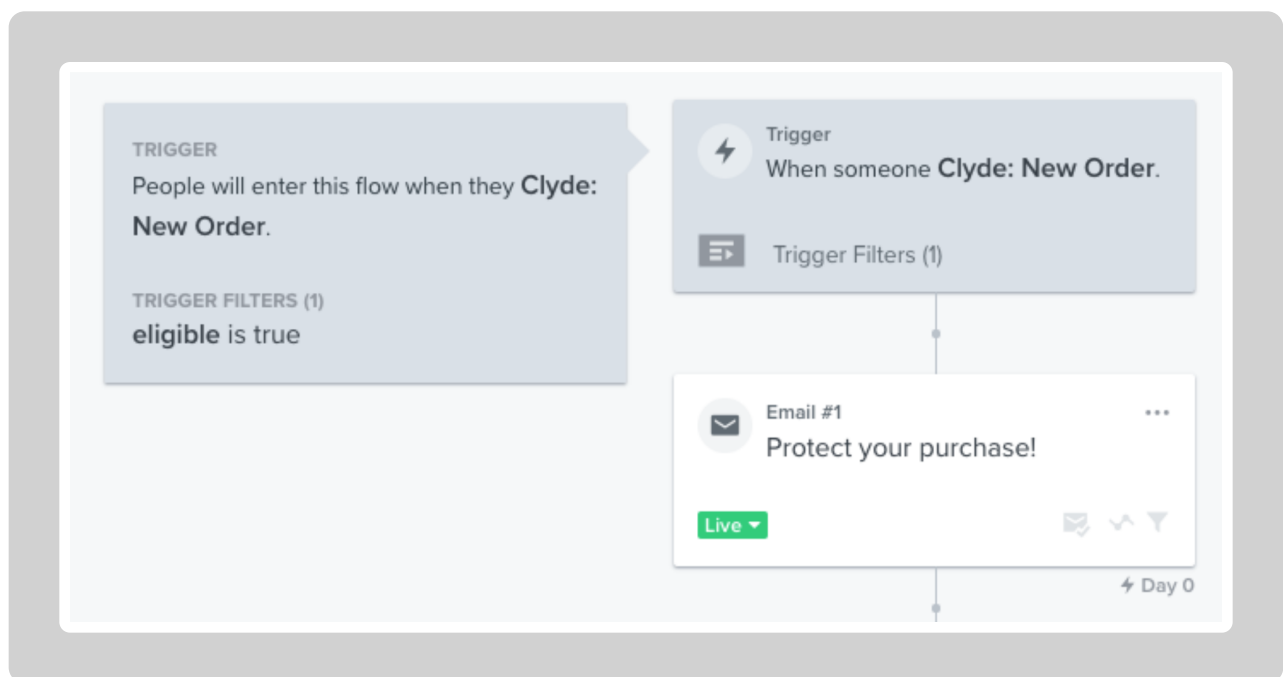 TRIGGER
People will enter this flow when they Clyde:
New Order.
TRIGGER FILTERS (1)
eligible is true
Trigger
When someone Clyde: New Order.
Trigger Filters (1)
Email #1
Protect your purchase!
Live
Day 0